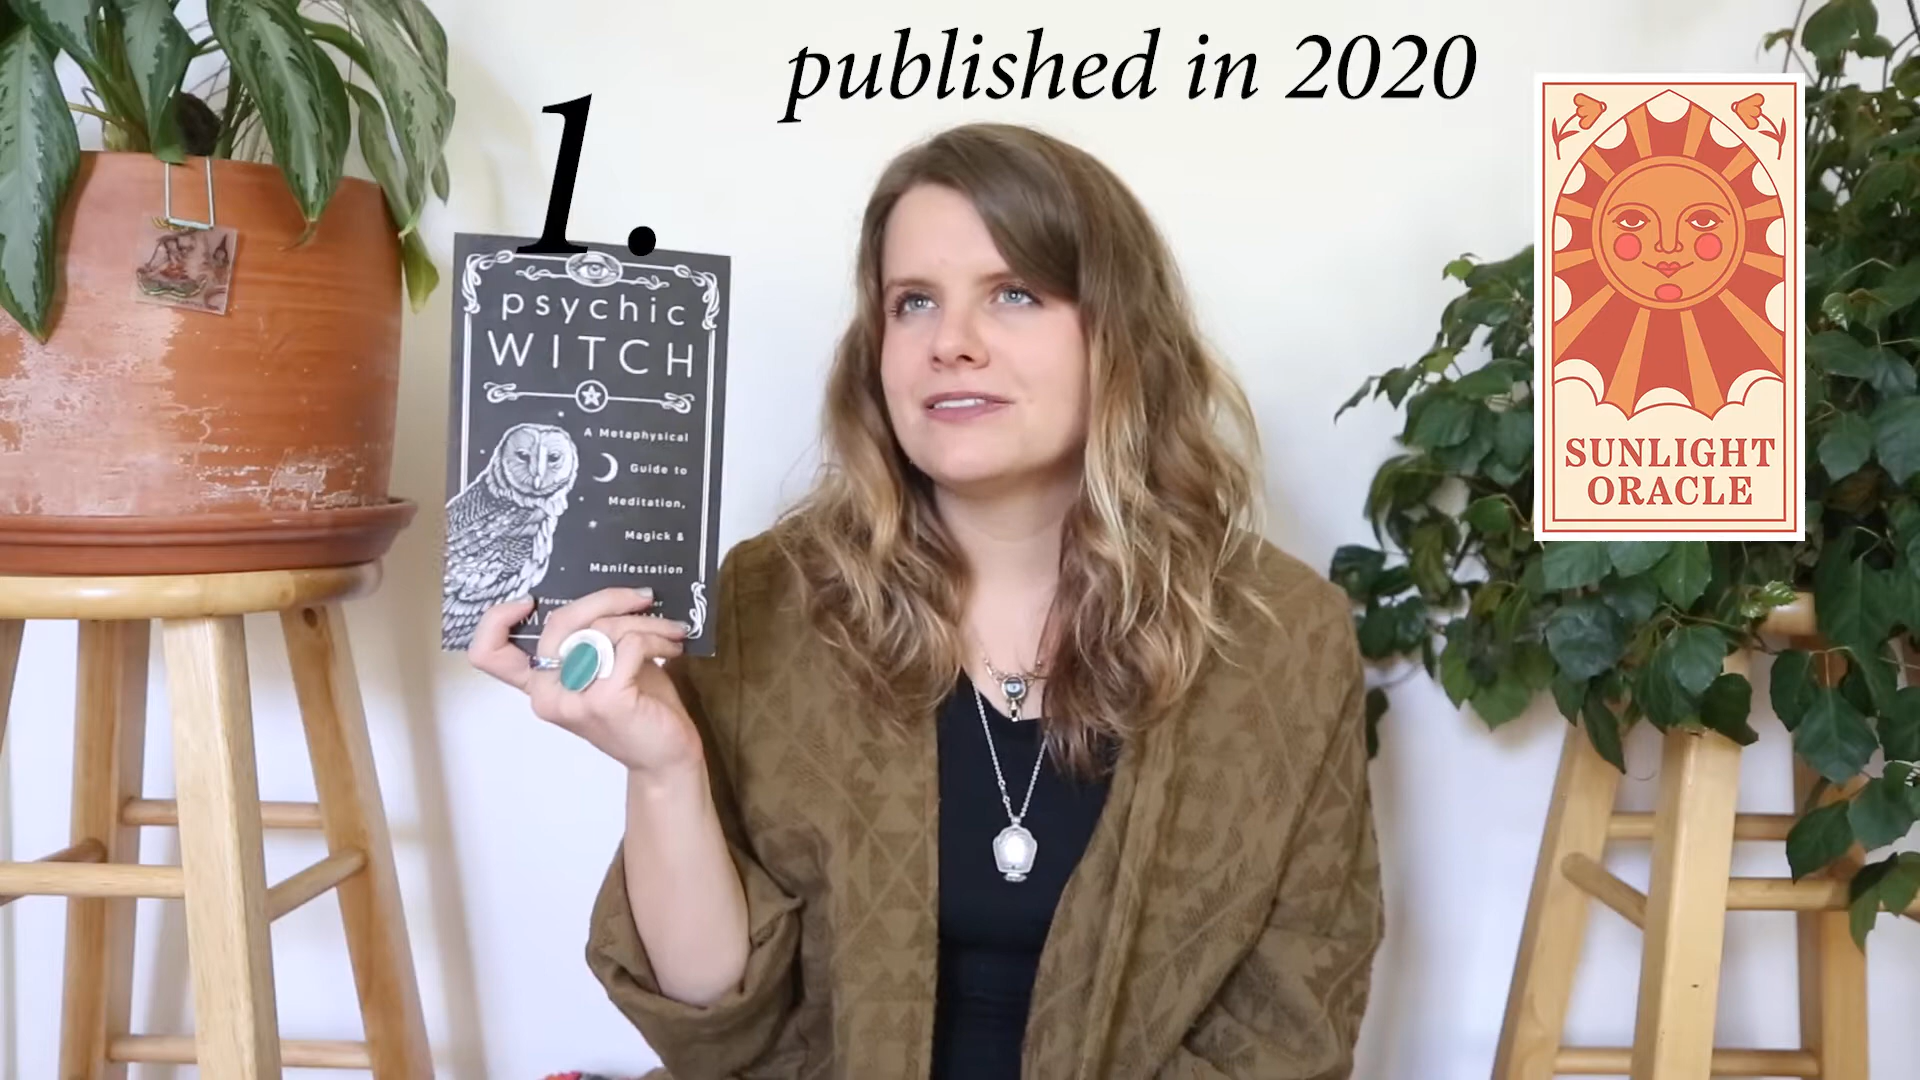 published in 2020
1.
psychic
WITCH
A Metaphysical
Guide to
Meditation,
Magick &
Manifestation
SUNLIGHT
ORACLE